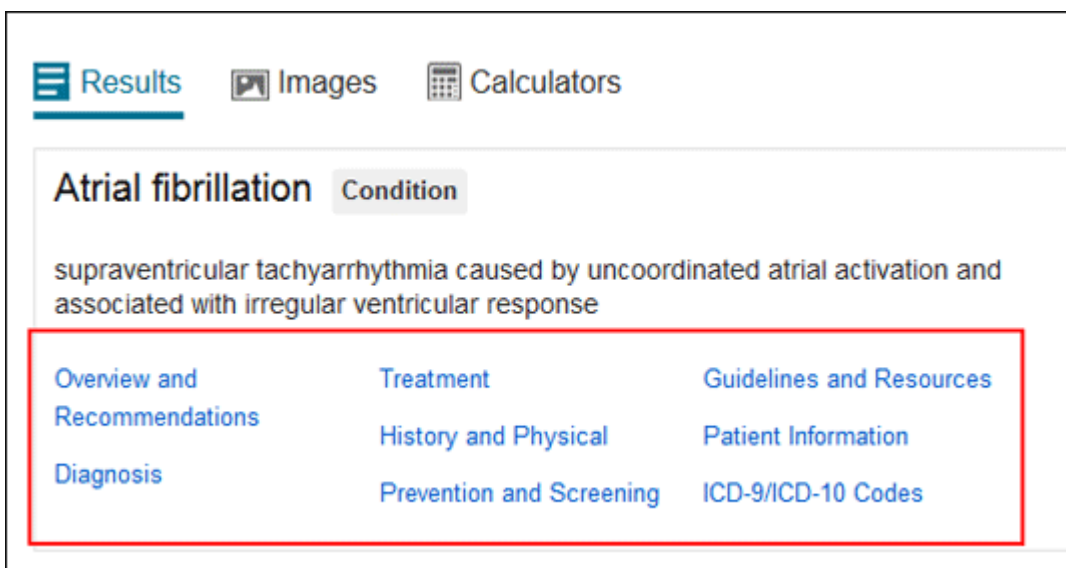 Results Images Calculators
Atrial fibrillation Condition
supraventricular tachyarrhythmia caused by uncoordinated atrial activation and
associated with irregular ventricular response
Overview and
Recommendations
Diagnosis
Treatment
History and Physical
Prevention and Screening
Guidelines and Resources
Patient Information
ICD-9/ICD-10 Codes